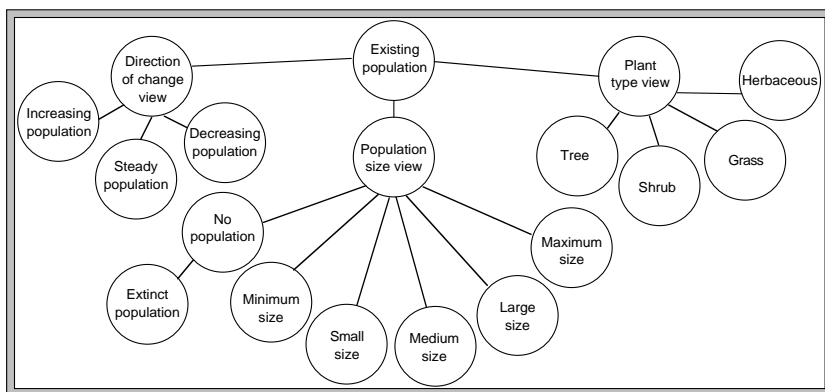 Existing
population
Direction
of change
view
Plant
type view
Herbaceous
Increasing
population
Decreasing
population
Steady
population
Population
size view
Tree
Shrub
Grass
No
population
Maximum
size
Extinct
population
Minimum
size
Small
size
Medium
size
Large
size